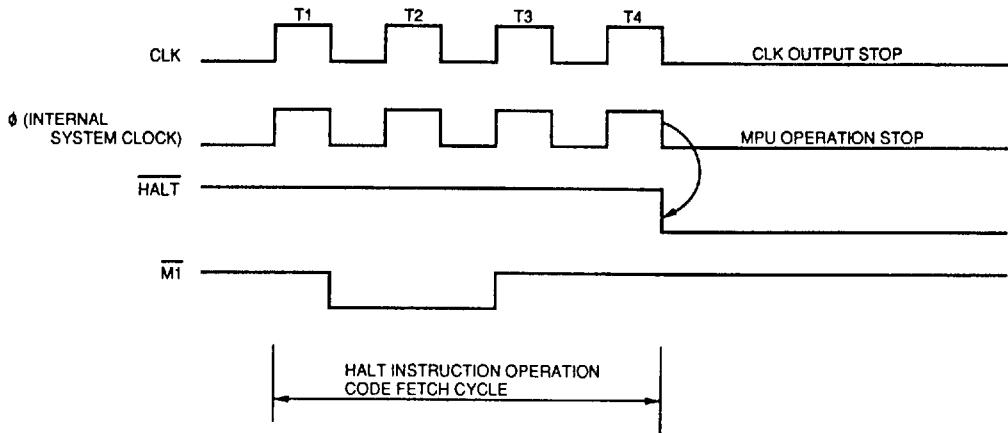 T1 T2 T3 T4
CLK
CLK OUTPUT STOP
ϕ (INTERNAL
SYSTEM CLOCK)
MPU OPERATION STOP
HALT
M1
HALT INSTRUCTION OPERATION
CODE FETCH CYCLE